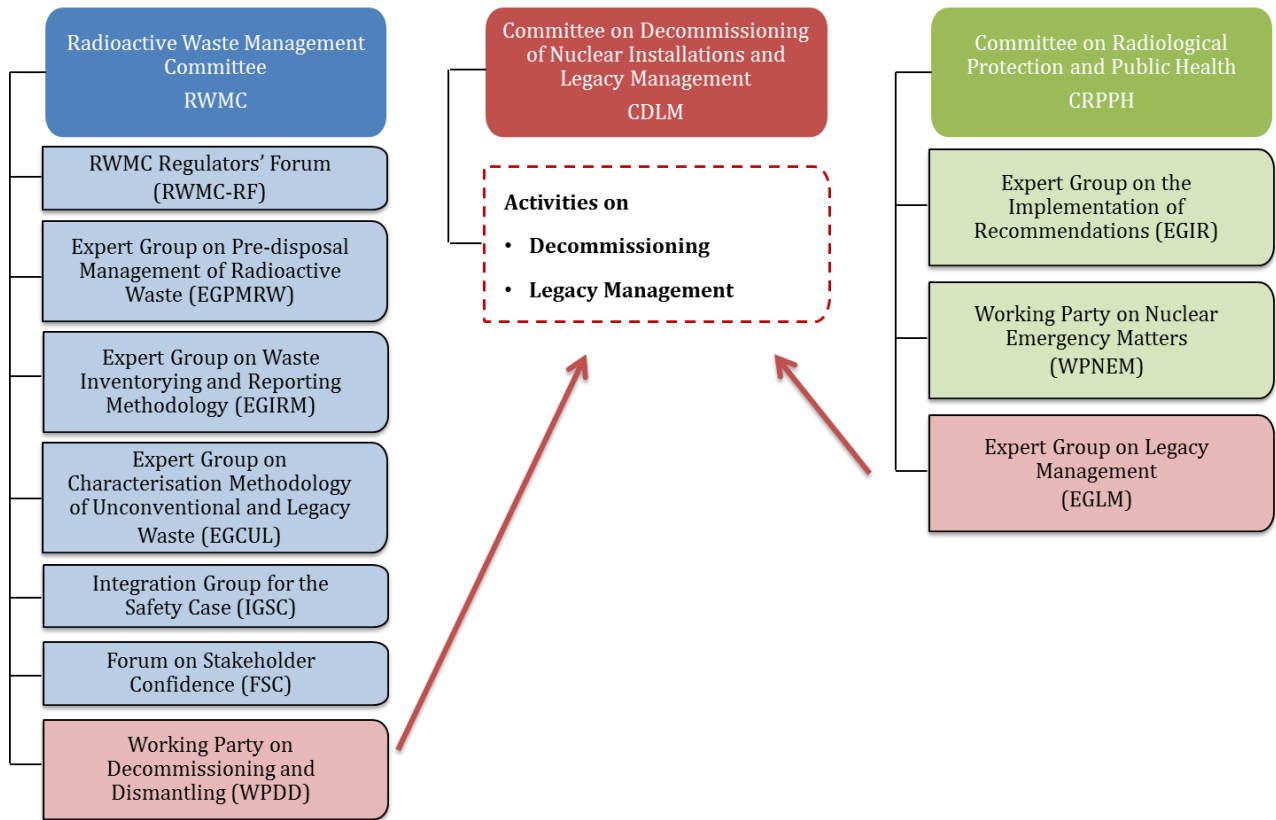 Radioactive Waste Management
Committee
RWMC
RWMC Regulators’ Forum
(RWMC-RF)
Expert Group on Pre-disposal
Management of Radioactive
Waste (EGPMRW)
Expert Group on Waste
Inventorying and Reporting
Methodology (EGIRM)
Expert Group on
Characterisation Methodology
of Unconventional and Legacy
Waste (EGCUL)
Integration Group for the
Safety Case (IGSC)
Forum on Stakeholder
Confidence (FSC)
Working Party on
Decommissioning and
Dismantling (WPDD)
Committee on Decommissioning
of Nuclear Installations and
Legacy Management
CDLM
Activities on
• Decommissioning
• Legacy Management
Committee on Radiological
Protection and Public Health
CRPPH
Expert Group on the
Implementation of
Recommendations (EGIR)
Working Party on Nuclear
Emergency Matters
(WPNEM)
Expert Group on Legacy
Management
(EGLM)